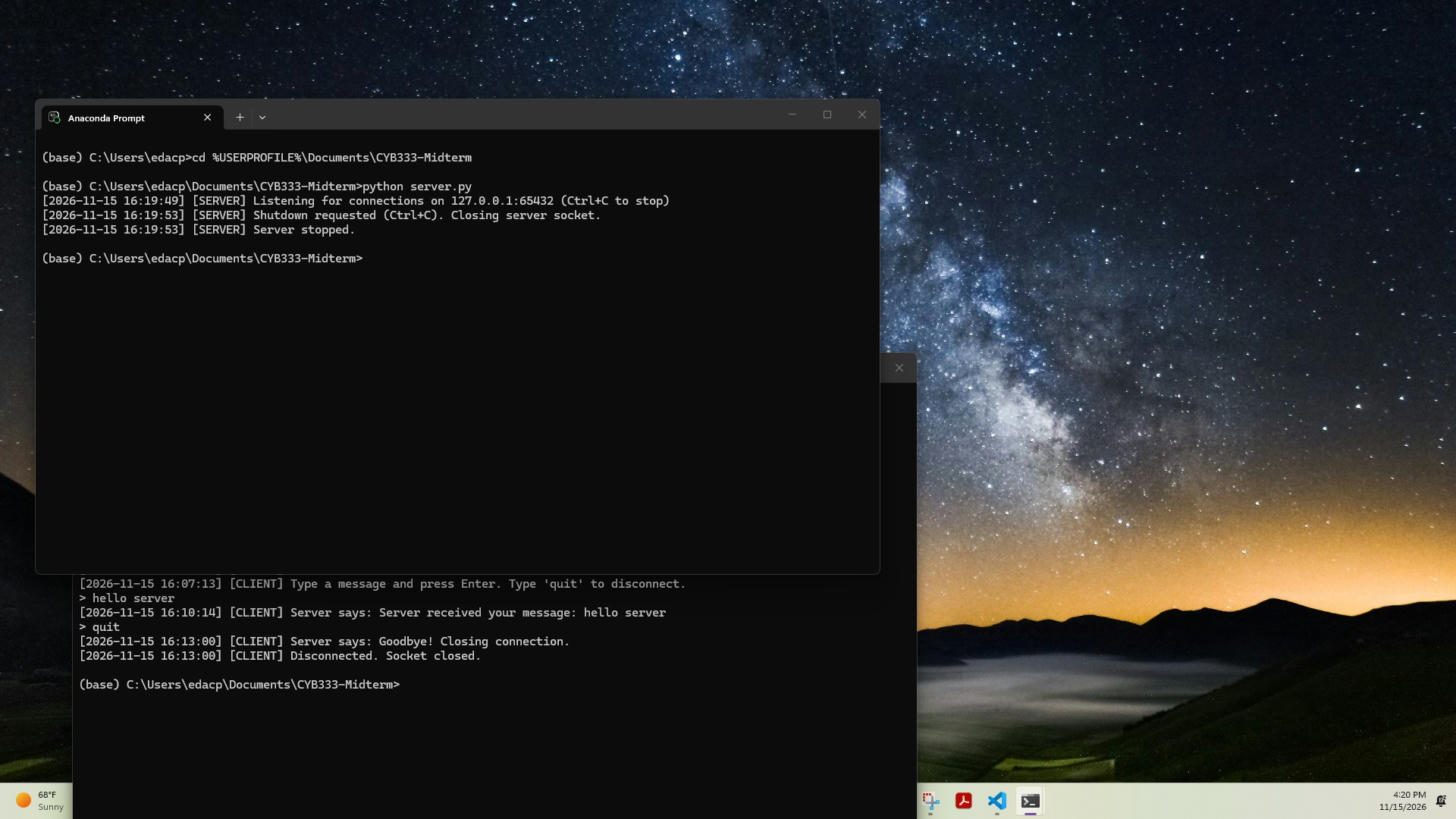 Anaconda Prompt
(base) C:\Users\edacp>cd %USERPROFILE%\Documents\CYB333-Midterm
(base) C:\Users\edacp\Documents\CYB333-Midterm>python server.py
[2026-11-15 16:19:49] [SERVER] Listening for connections on 127.0.0.1:65432 (Ctrl+C to stop)
[2026-11-15 16:19:53] [SERVER] Shutdown requested (Ctrl+C). Closing server socket.
[2026-11-15 16:19:53] [SERVER] Server stopped.
(base) C:\Users\edacp\Documents\CYB333-Midterm>
[2026-11-15 16:07:13] [CLIENT] Type a message and press Enter. Type 'quit' to disconnect.
> hello server
[2026-11-15 16:10:14] [CLIENT] Server says: Server received your message: hello server
> quit
[2026-11-15 16:13:00] [CLIENT] Server says: Goodbye! Closing connection.
[2026-11-15 16:13:00] [CLIENT] Disconnected. Socket closed.
(base) C:\Users\edacp\Documents\CYB333-Midterm>
68°F
Sunny
4:20 PM
11/15/2026